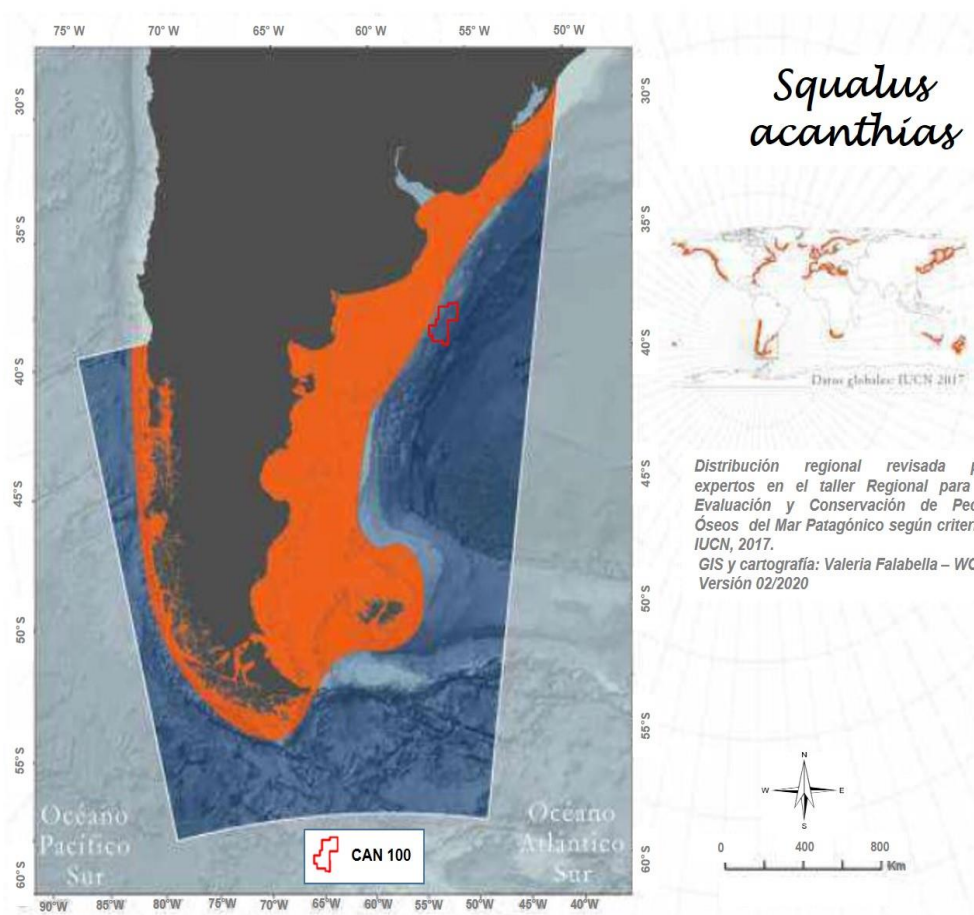 75° W 70° W 65° W 60° W 55° W 50° W
30°S
35°S
40°S
45°S
50°S
55°S
60°S
30°S
35°S
40°S
45°S
50°S
55°S
60°S
90°W 85°W 80°W 75°W 70°W 65°W 60°W 55°W 50°W 45°W 40°W
Océano
Pacífico
Sur
Océano
Atlántico
Sur
CAN 100
Squalus
acanthias
Datos globales: IUCN 2017
Distribución regional revisada p
expertos en el taller Regional para
Evaluación y Conservación de Pec
Óseos del Mar Patagónico según criter
IUCN, 2017.
GIS y cartografía: Valeria Falabella – WC
Versión 02/2020
N
W E
S
0 400 800
Km